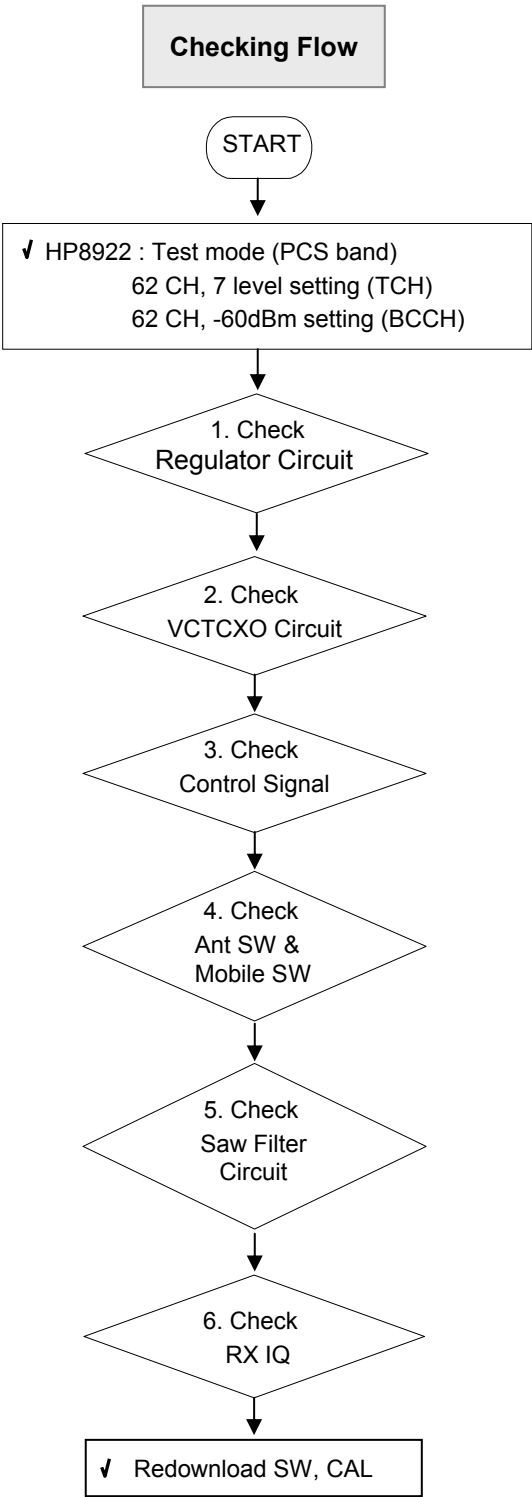 Checking Flow
START
√ HP8922 : Test mode (PCS band)
62 CH, 7 level setting (TCH)
62 CH, -60dBm setting (BCCH)
1. Check
Regulator Circuit
2. Check
VCTCXO Circuit
3. Check
Control Signal
4. Check
Ant SW &
Mobile SW
5. Check
Saw Filter
Circuit
6. Check
RX IQ
√ Redownload SW, CAL